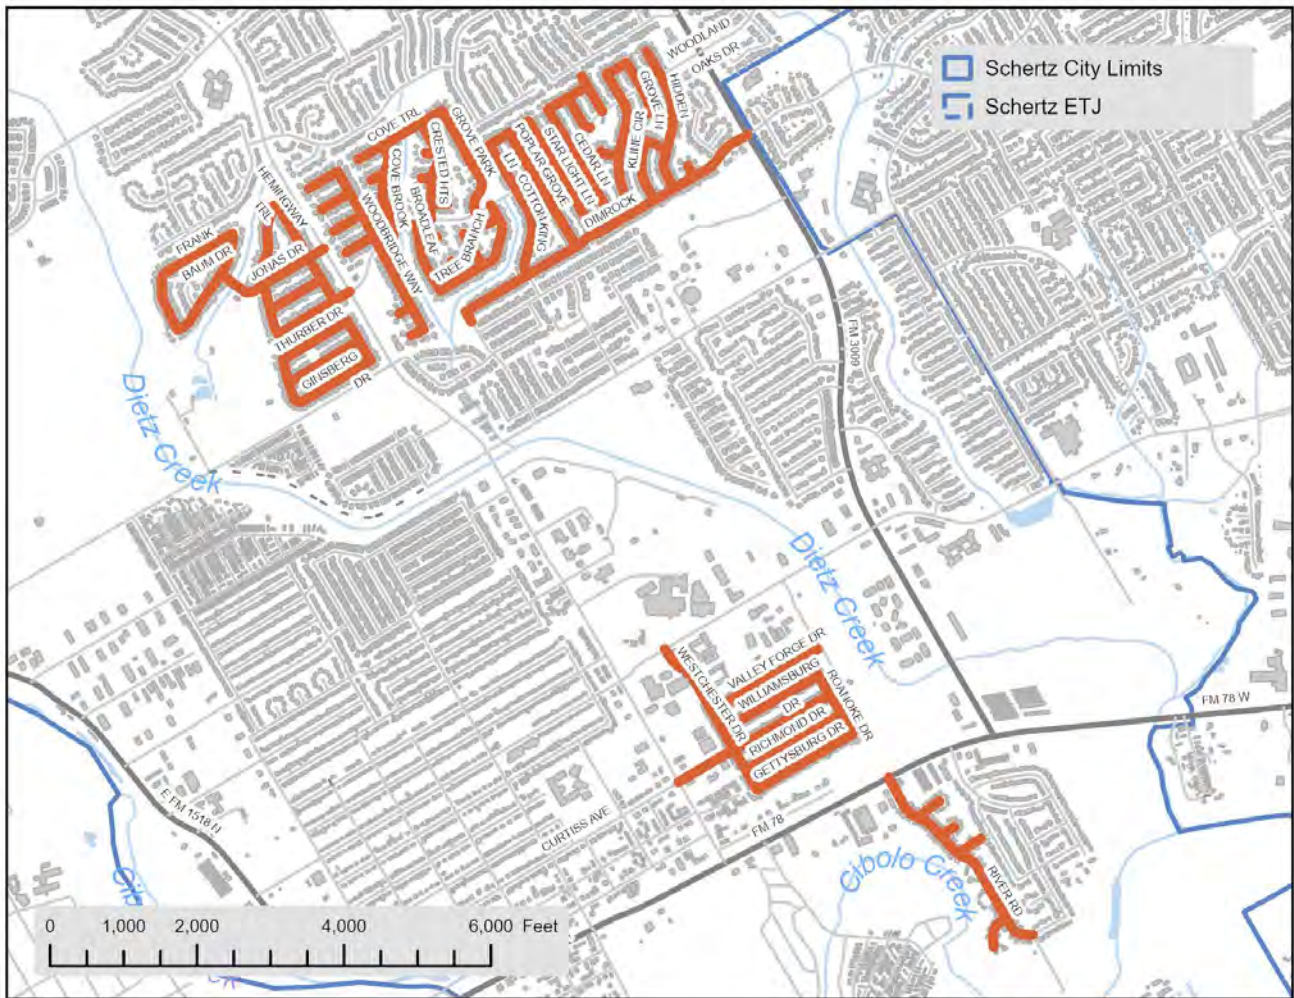 WOODLAND
OAKS DR
Schertz City Limits
Schertz ETJ
COVE TRL
GROVE PARK
CRESTED HTS
COVE BROOK
BROADLEAF
TREE BRANCH
WOODBRIDGE WAY
POPLAR GROVE
LN
COTTONKING
STAR LIGHT LN
CEDAR LN
KLINE CIR
GROVE LN
HIDDEN
DIMROCK
HEMINGWAY
TRL
FRANK
BAUM DR
JONAS DR
THURBER DR
GINSBERG
DR
FM 3009
Dietz Creek
Dietz Creek
WESTCHESTER DR
VALLEY FORGE DR
WILLIAMSBURG
DR
RICHMOND DR
GETTYSBURG DR
ROANOKE DR
FM 78 W
E FM 1518 N
CURTISS AVE
FM 78
Cibolo Creek
RIVER RD
Cib
0 1,000 2,000 4,000 6,000 Feet